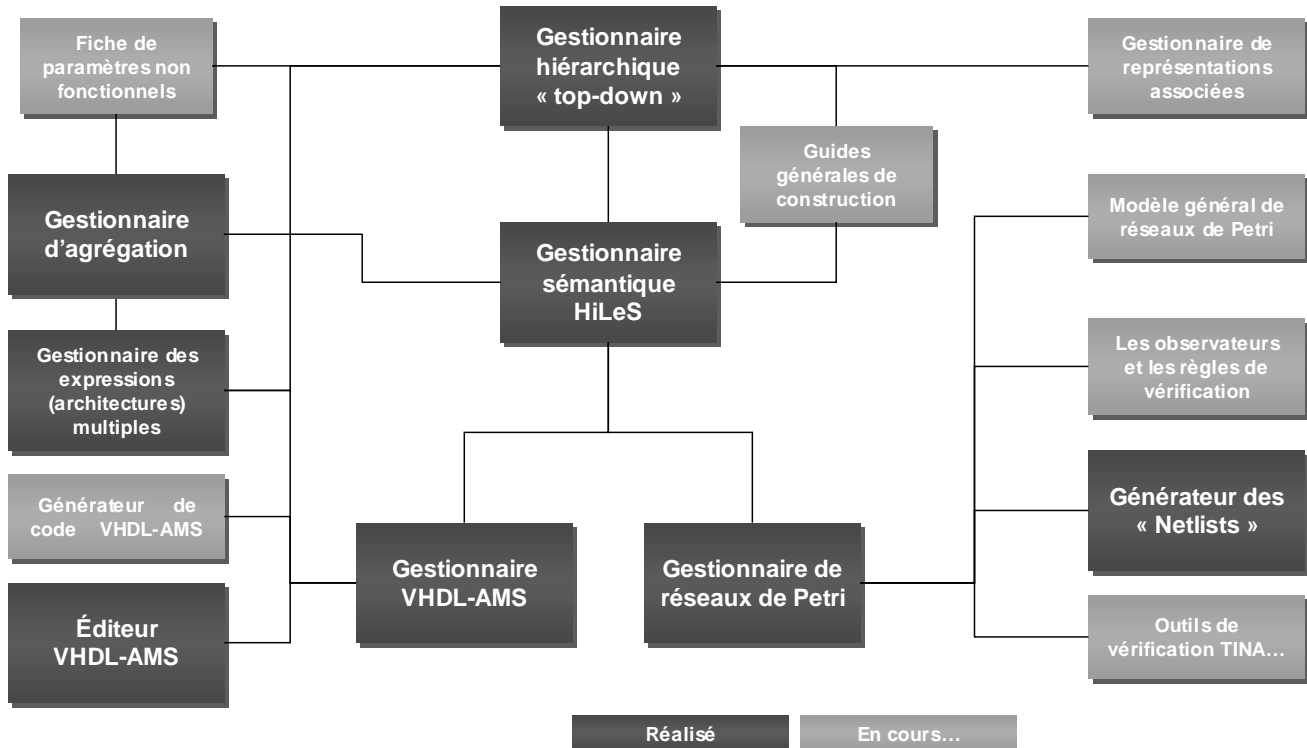 Fiche de
paramètres non
fonctionnels
Gestionnaire
hiérarchique
« top-down »
Gestionnaire de
représentations
associées
Guides
générales de
construction
Gestionnaire
d'agrégation
Gestionnaire
sémantique
HiLeS
Modèle général de
réseaux de Petri
Gestionnaire des
expressions
(architectures)
multiples
Les observateurs
et les règles de
vérification
Générateur de
code VHDL-AMS
Générateur des
« Netlists »
Éditeur
VHDL-AMS
Gestionnaire
VHDL-AMS
Gestionnaire de
réseaux de Petri
Outils de
vérification TINA…
Réalisé
En cours…